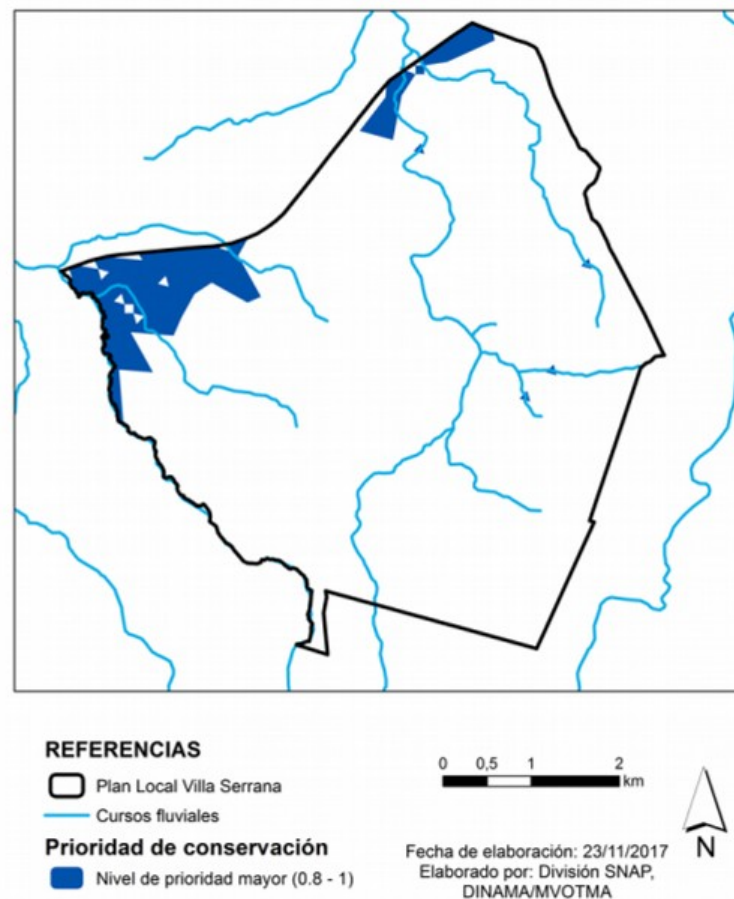 REFERENCIAS
Plan Local Villa Serrana
Cursos fluviales
Prioridad de conservación
Nivel de prioridad mayor (0.8 - 1)
0 0,5 1 2
km
N
Fecha de elaboración: 23/11/2017
Elaborado por: División SNAP,
DINAMA/MVOTMA